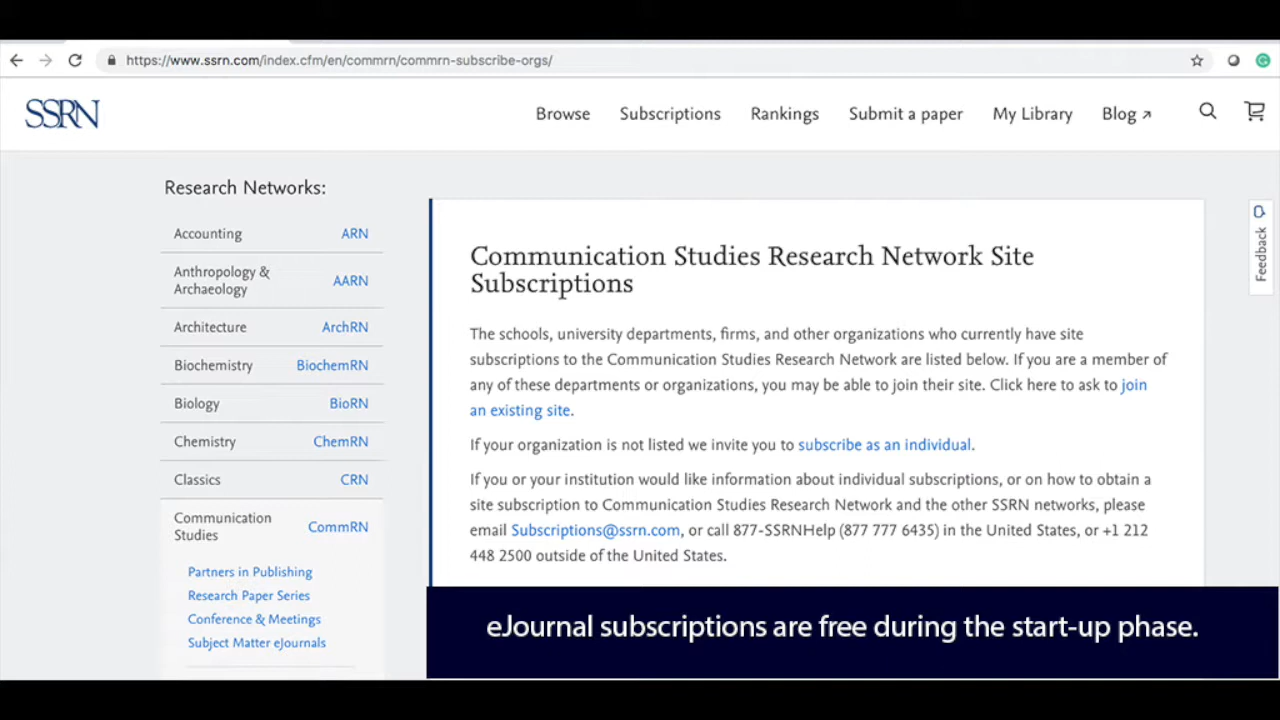 https://www.ssrn.com/index.cfm/en/commrn/commrn-subscribe-orgs/
SSRN
Browse
Subscriptions
Rankings
Submit a paper
My Library
Blog ↗
Research Networks:
Accounting ARN
Anthropology &
Archaeology AARN
Architecture ArchRN
Biochemistry BiochemRN
Biology BioRN
Chemistry ChemRN
Classics CRN
Communication
Studies CommRN
Partners in Publishing
Research Paper Series
Conference & Meetings
Subject Matter eJournals
Communication Studies Research Network Site
Subscriptions
The schools, university departments, firms, and other organizations who currently have site
subscriptions to the Communication Studies Research Network are listed below. If you are a member of
any of these departments or organizations, you may be able to join their site. Click here to ask to join
an existing site.
If your organization is not listed we invite you to subscribe as an individual.
If you or your institution would like information about individual subscriptions, or on how to obtain a
site subscription to Communication Studies Research Network and the other SSRN networks, please
email Subscriptions@ssrn.com, or call 877-SSRNHelp (877 777 6435) in the United States, or +1 212
448 2500 outside of the United States.
Feedback
eJournal subscriptions are free during the start-up phase.